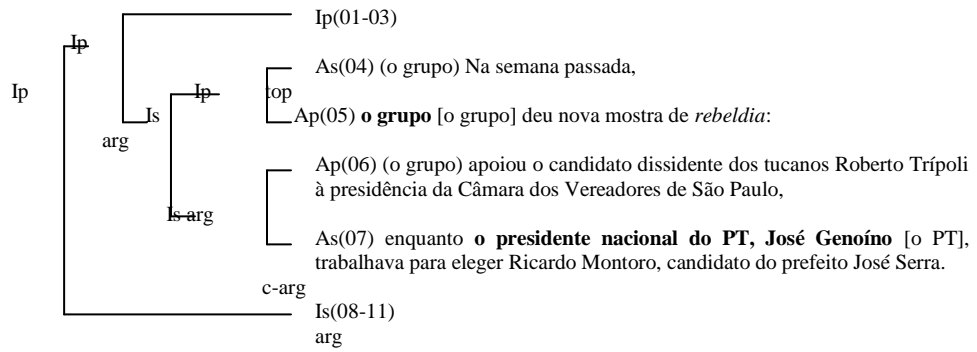 Ip(01-03)
Ip
As(04) (o grupo) Na semana passada,
Ip Ip top
Is Ap(05) o grupo [o grupo] deu nova mostra de rebeldia:
arg
Ap(06) (o grupo) apoiou o candidato dissidente dos tucanos Roberto Trípoli
à presidência da Câmara dos Vereadores de São Paulo,
Is arg
As(07) enquanto o presidente nacional do PT, José Genoíno [o PT],
trabalhava para eleger Ricardo Montoro, candidato do prefeito José Serra.
c-arg
Is(08-11)
arg